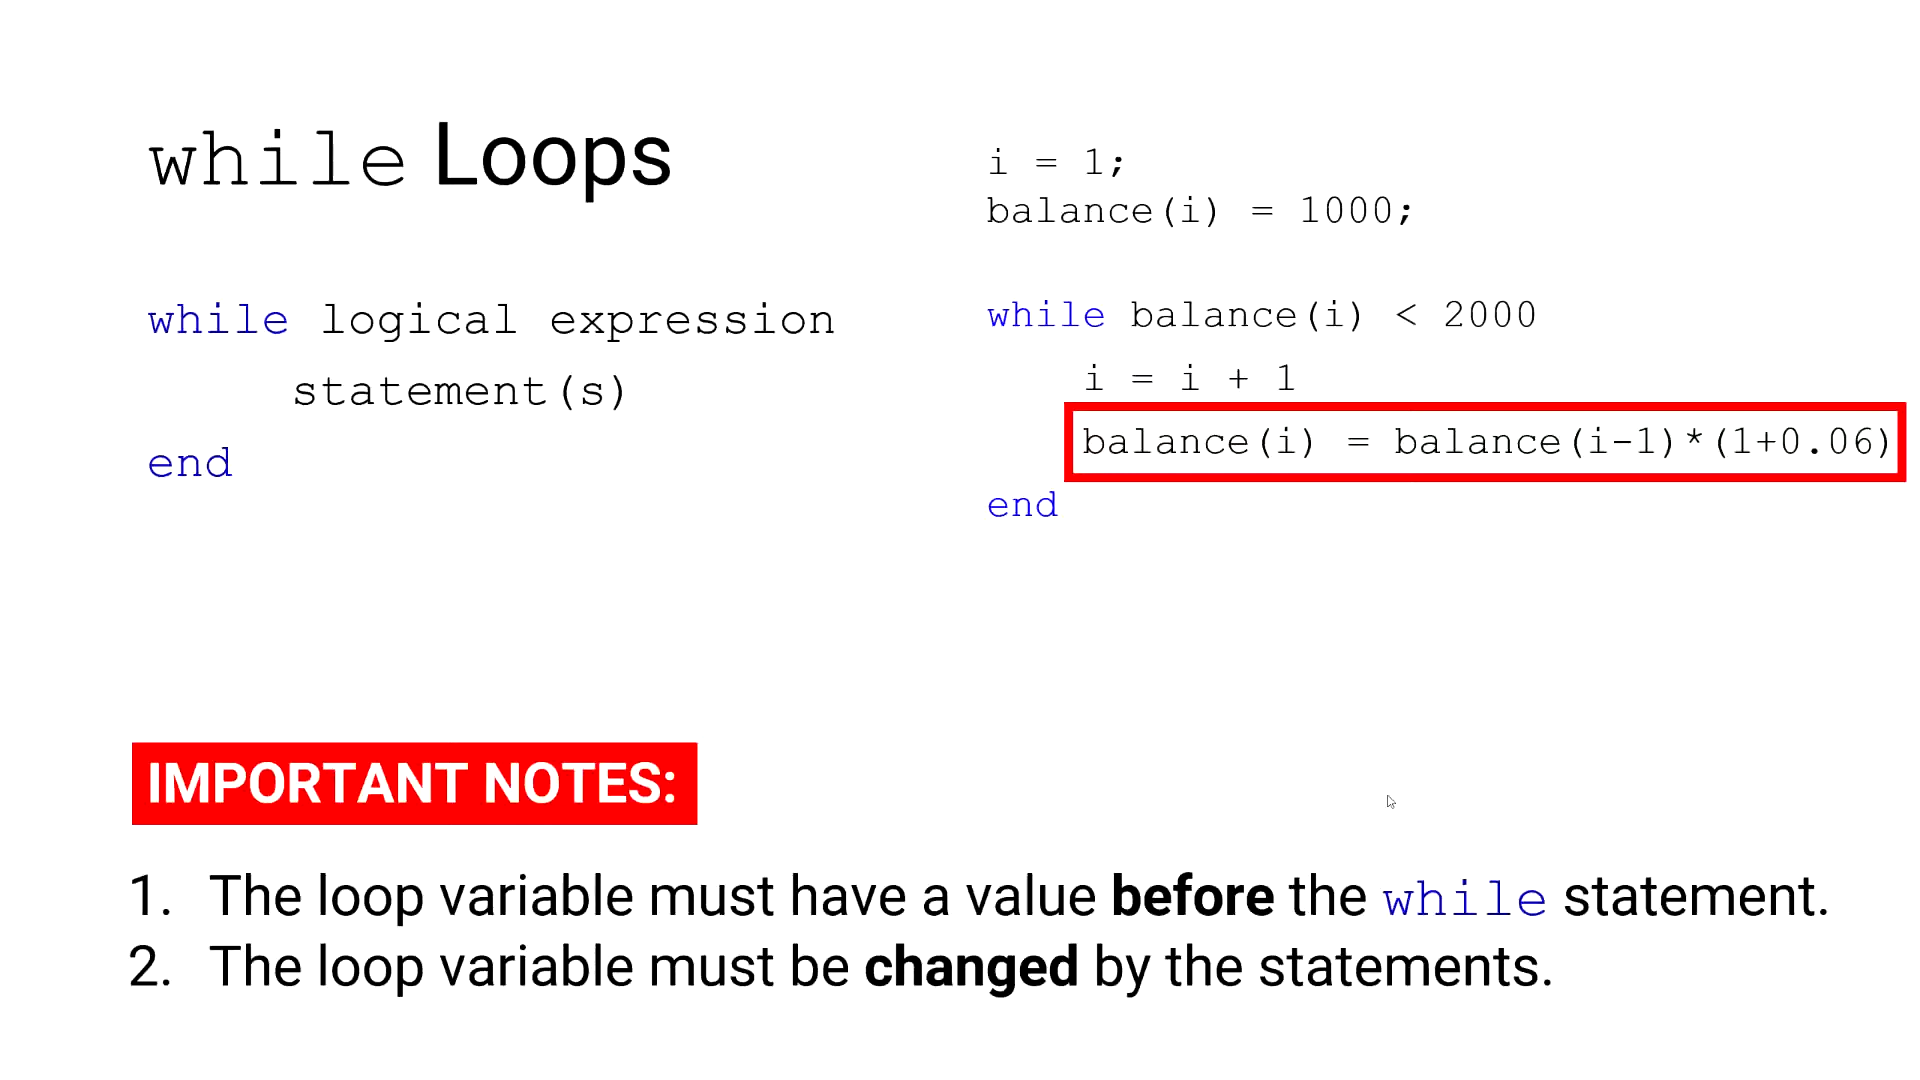 while Loops
while logical expression
statement(s)
end
i = 1;
balance(i) = 1000;
while balance(i) < 2000
i = i + 1
balance(i) = balance(i-1)*(1+0.06)
end
IMPORTANT NOTES:
1. The loop variable must have a value before the while statement.
2. The loop variable must be changed by the statements.